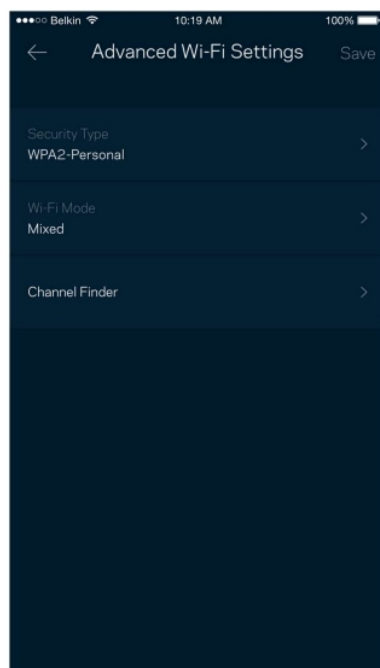 Belkin 10:19 AM 100%
Advanced Wi-Fi Settings Save
Security Type
WPA2-Personal
Wi-Fi Mode
Mixed
Channel Finder